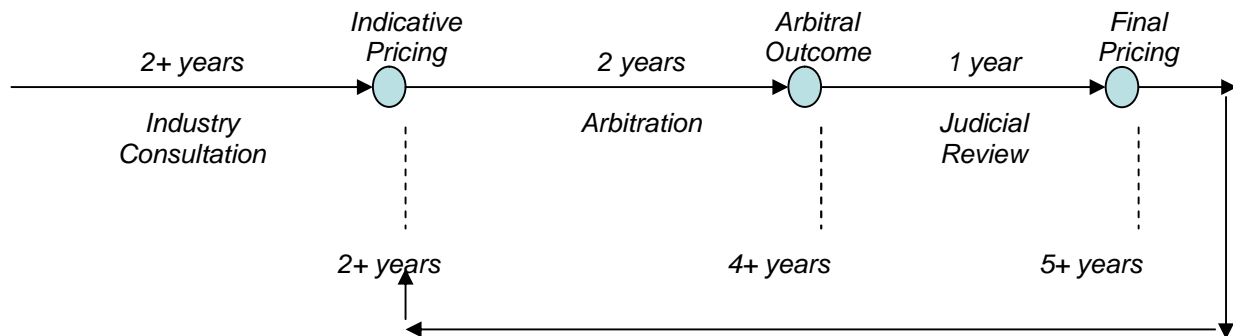 Indicative
Pricing
Arbitral
Outcome
Final
Pricing
2+ years
2 years
1 year
Industry
Consultation
Arbitration
Judicial
Review
2+ years
4+ years
5+ years